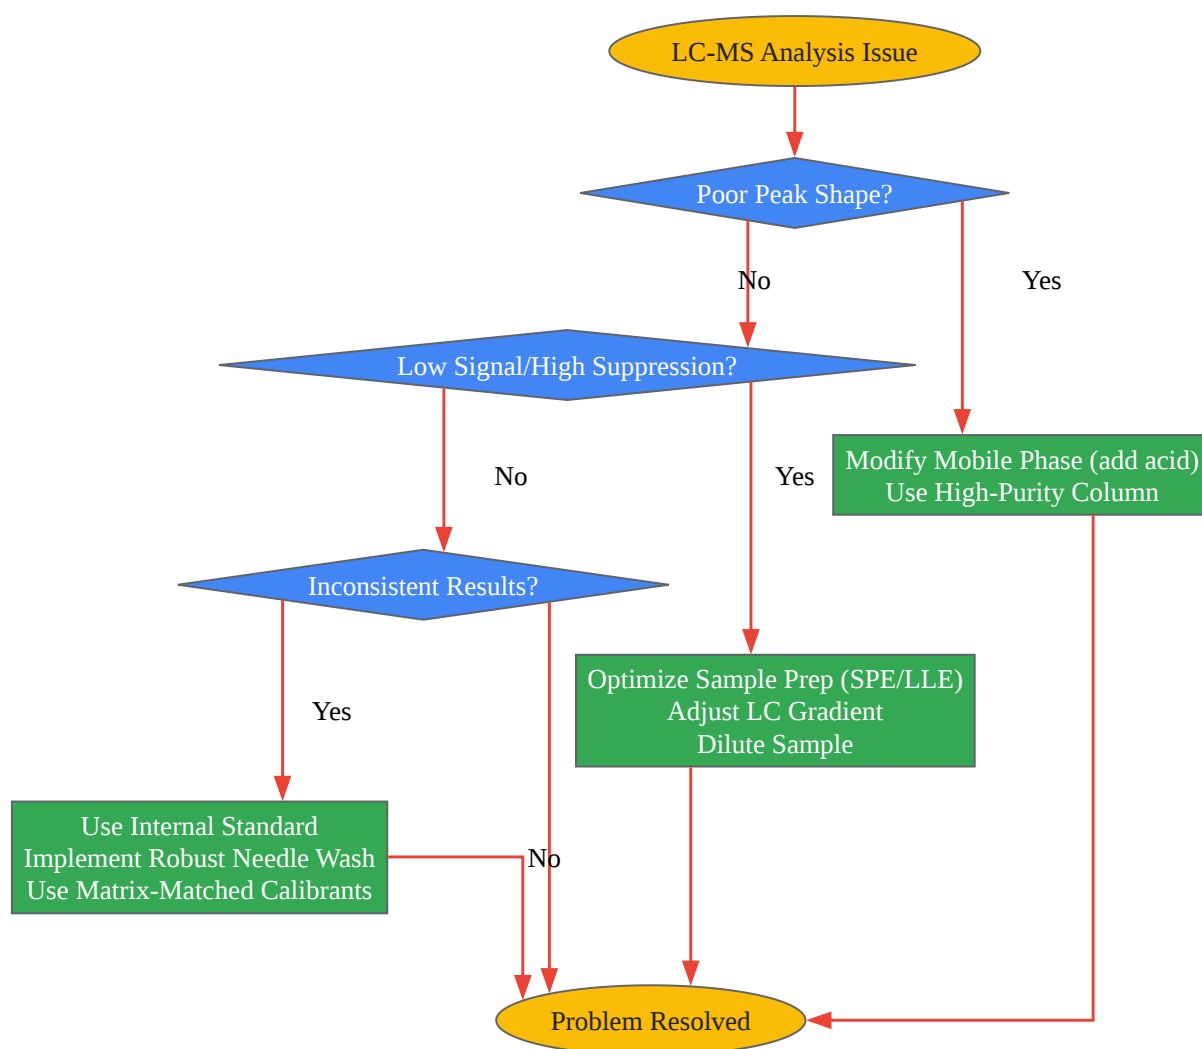 LC-MS Analysis Issue
Poor Peak Shape?
No
Yes
Low Signal/High Suppression?
No
Yes
Modify Mobile Phase (add acid)
Use High-Purity Column
Inconsistent Results?
Yes
Optimize Sample Prep (SPE/LLE)
Adjust LC Gradient
Dilute Sample
Use Internal Standard
Implement Robust Needle Wash
Use Matrix-Matched Calibrants
No
Problem Resolved